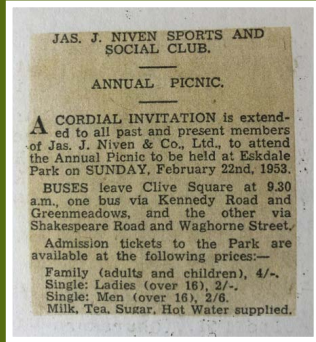 JAS. J. NIVEN SPORTS AND
SOCIAL CLUB.
ANNUAL PICNIC.
A CORDIAL INVITATION is extend-
ed to all past and present members
of Jas. J. Niven & Co., Ltd., to attend
the Annual Picnic to be held at Eskdale
Park on SUNDAY, February 22nd, 1953.
BUSES leave Clive Square at 9.30
a.m., one bus via Kennedy Road and
Greenmeadows, and the other via
Shakespeare Road and Waghorne Street.
Admission tickets to the Park are
available at the following prices:—
Family (adults and children), 4/-.
Single: Ladies (over 16), 2/-.
Single: Men (over 16), 2/6.
Milk, Tea, Sugar, Hot Water supplied.